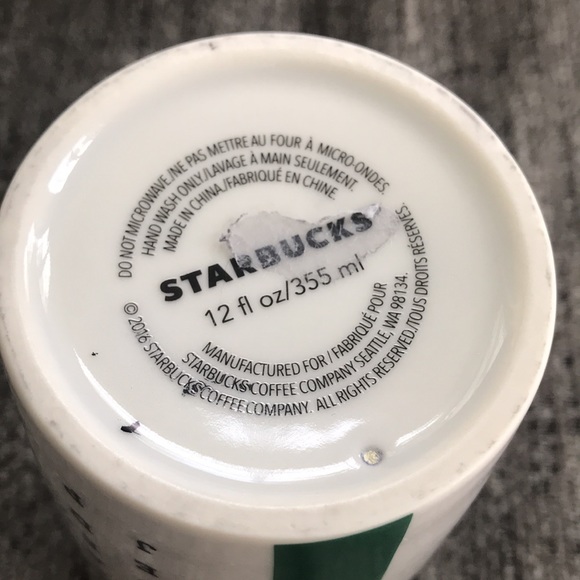 DO NOT MICROWAVE./NE PAS METTRE AU FOUR À MICRO-ONDES.
HAND WASH ONLY./LAVAGE À MAIN SEULEMENT.
MADE IN CHINA./FABRIQUÉ EN CHINE.
STARBUCKS
12 fl oz/355 ml
MANUFACTURED FOR / FABRIQUÉ POUR
STARBUCKS COFFEE COMPANY SEATTLE, WA 98134.
© 2016 STARBUCKS COFFEE COMPANY. ALL RIGHTS RESERVED./TOUS DROITS RÉSERVÉS.